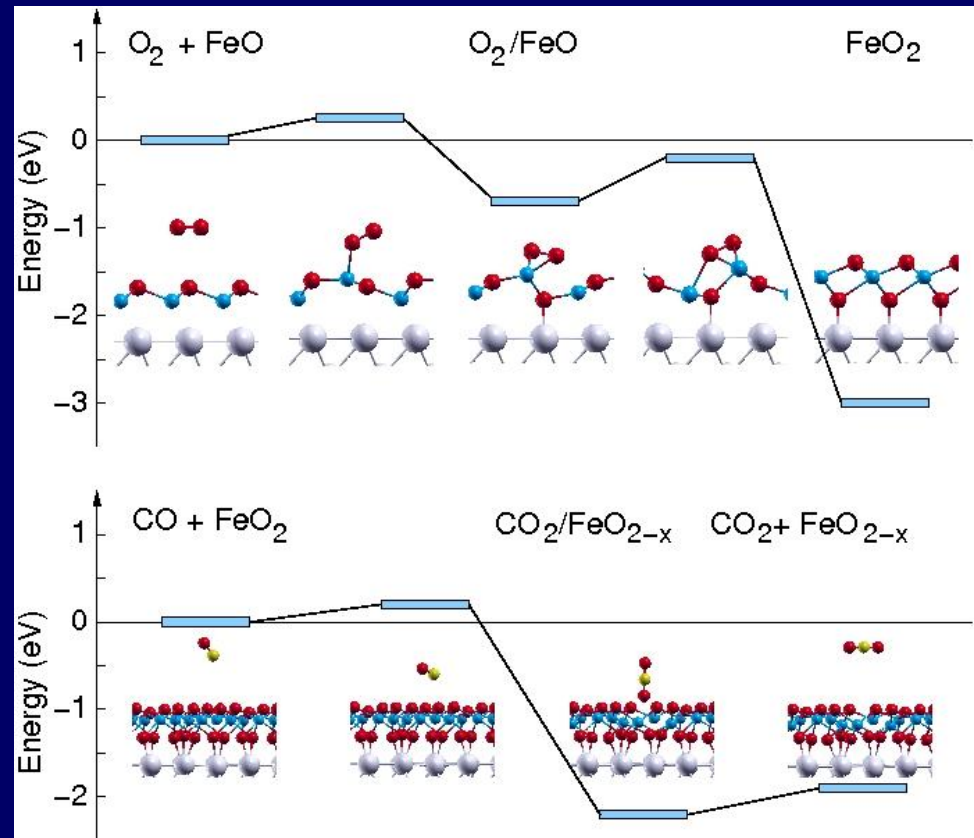 O₂ + FeO
O₂/FeO
FeO₂
Energy (eV)
1
0
−1
−2
−3
CO + FeO₂
CO₂/FeO₂₋ₓ
CO₂+ FeO₂₋ₓ
Energy (eV)
1
0
−1
−2